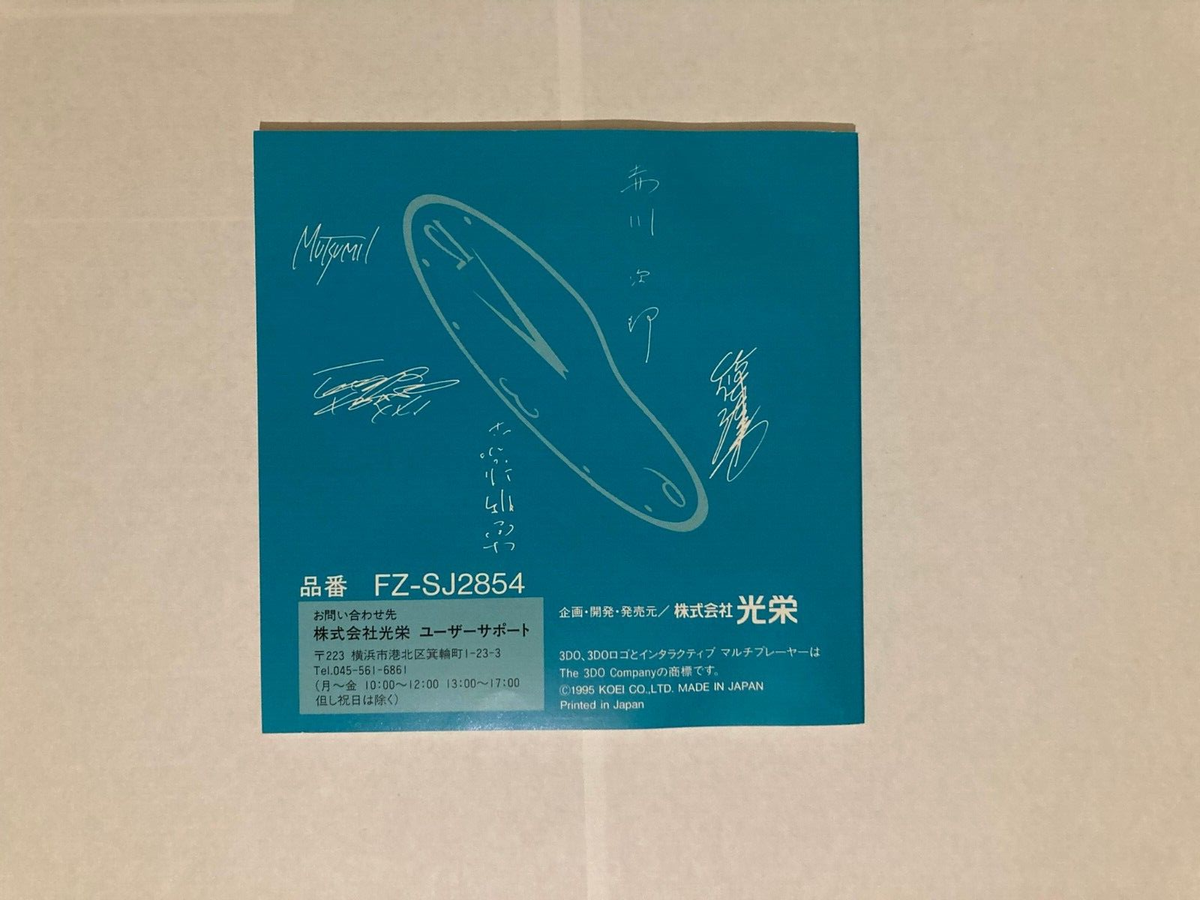 赤川次郎
MUTSUMI
品番 FZ-SJ2854
お問い合わせ先
株式会社光栄 ユーザーサポート
〒223 横浜市港北区箕輪町1-23-3
Tel.045-561-6861
(月〜金 10:00〜12:00 13:00〜17:00
但し祝日は除く)
企画・開発・発売元/株式会社光栄
3DO、3DOロゴとインタラクティブ マルチプレーヤーは
The 3DO Companyの商標です。
©1995 KOEI CO.,LTD. MADE IN JAPAN
Printed in Japan